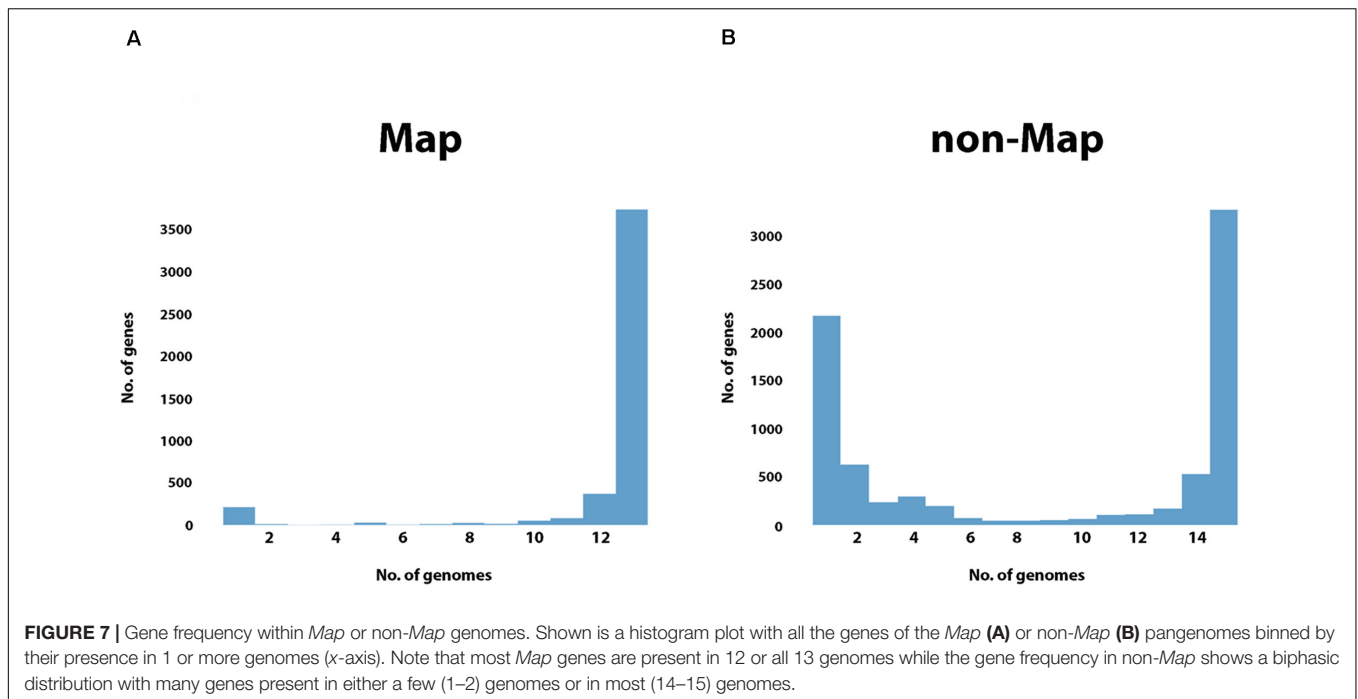 A
Map
3500
3000
2500
2000
1500
1000
500
0
No. of genes
2 4 6 8 10 12
No. of genomes
B
non-Map
3000
2500
2000
1500
1000
500
0
No. of genes
2 4 6 8 10 12 14
No. of genomes
FIGURE 7 | Gene frequency within Map or non-Map genomes. Shown is a histogram plot with all the genes of the Map (A) or non-Map (B) pangenomes binned by
their presence in 1 or more genomes (x-axis). Note that most Map genes are present in 12 or all 13 genomes while the gene frequency in non-Map shows a biphasic
distribution with many genes present in either a few (1–2) genomes or in most (14–15) genomes.